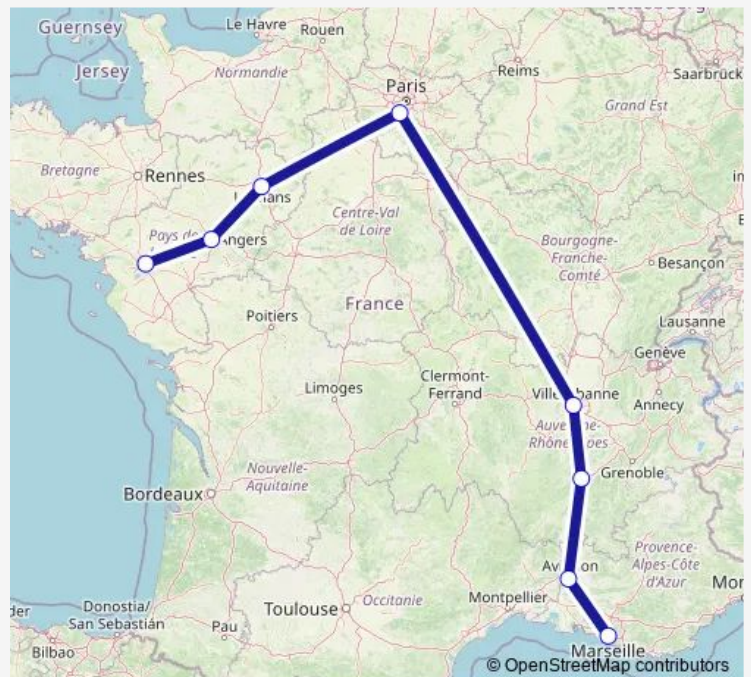 Guernsey
Le Havre
Rouen
Jersey
Normandie
Paris
Reims
Saarbrück
Grand Est
Bretagne
Rennes
Centre-Val
de Loire
Pays de
Bourgogne-
Franche-
Comté
Besançon
France
Poitiers
Lausanne
Genève
Limoges
Clermont-
Ferrand
Annecy
Nouvelle-
Aquitaine
Grenoble
Bordeaux
Provence-
Alpes-Côte
d'Azur
Donostia/
San Sebastián
Toulouse
Occitanie
Montpellier
Pau
Bilbao
Marseille
© OpenStreetMap contributors